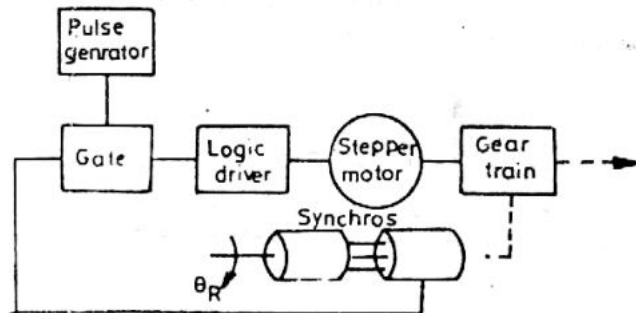 Pulse
genrator
Gate
Logic
driver
Stepper
motor
Gear
train
Synchros
θR